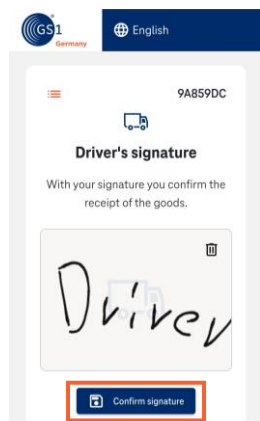 GS1
Germany
English
9A859DC
Driver's signature
With your signature you confirm the
receipt of the goods.
Driver
Confirm signature